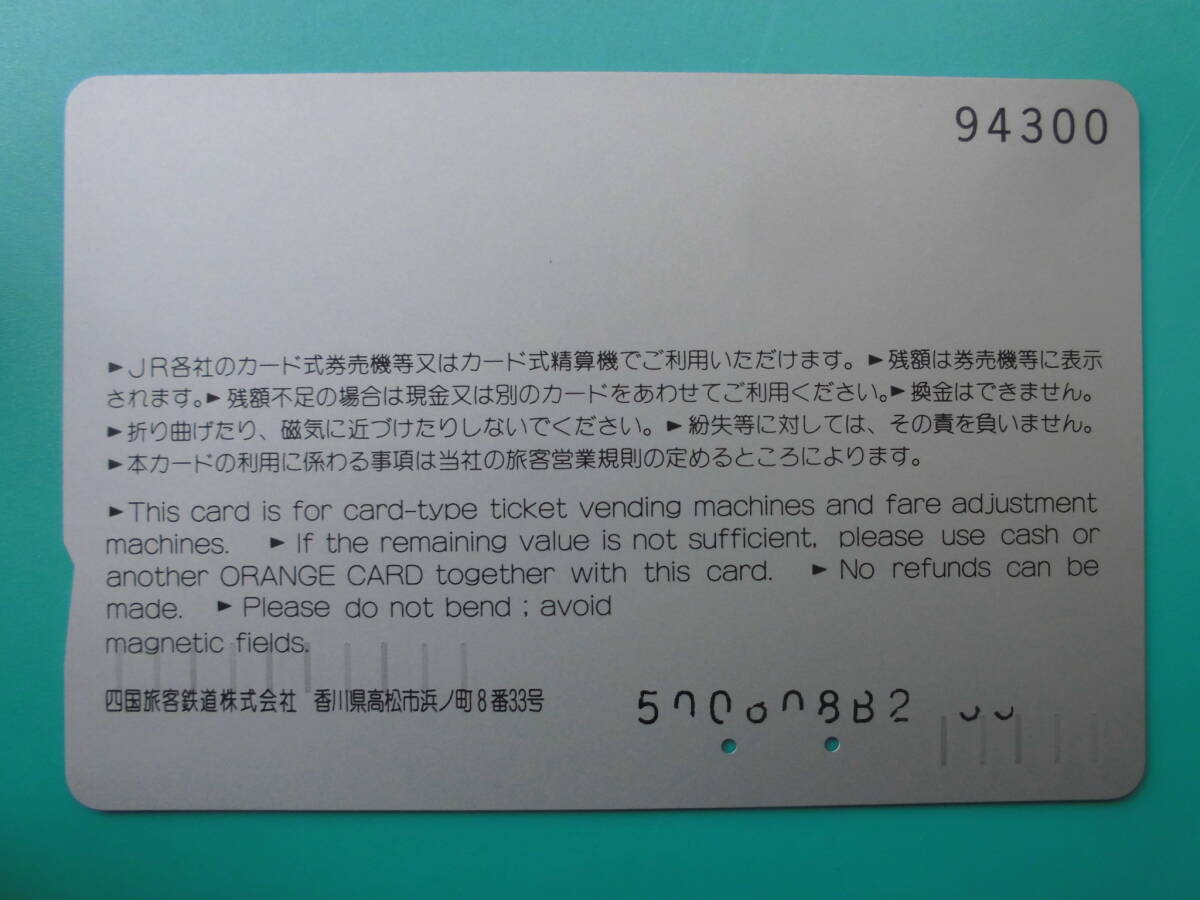 94300
►JR各社のカード式券売機等又はカード式精算機でご利用いただけます。►残額は券売機等に表示
されます。►残額不足の場合は現金又は別のカードをあわせてご利用ください。►換金はできません。
►折り曲げたり、磁気に近づけたりしないでください。►紛失等に対しては、その責を負いません。
►本カードの利用に係わる事項は当社の旅客営業規則の定めるところによります。
►This card is for card-type ticket vending machines and fare adjustment
machines. ►If the remaining value is not sufficient, please use cash or
another ORANGE CARD together with this card. ►No refunds can be
made. ►Please do not bend ; avoid
magnetic fields.
四国旅客鉄道株式会社 香川県高松市浜ノ町8番33号